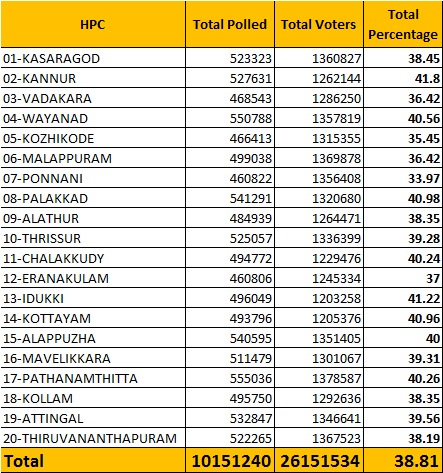 HPC Total Polled Total Voters Total Percentage
01-KASARAGOD 523323 1360827 38.45
02-KANNUR 527631 1262144 41.8
03-VADAKARA 468543 1286250 36.42
04-WAYANAD 550788 1357819 40.56
05-KOZHIKODE 466413 1315355 35.45
06-MALAPPURAM 499038 1369878 36.42
07-PONNANI 460822 1356408 33.97
08-PALAKKAD 541291 1320680 40.98
09-ALATHUR 484939 1264471 38.35
10-THRISSUR 525057 1336399 39.28
11-CHALAKKUDY 494772 1229476 40.24
12-ERANAKULAM 460806 1245334 37
13-IDUKKI 496049 1203258 41.22
14-KOTTAYAM 493796 1205376 40.96
15-ALAPPUZHA 540595 1351405 40
16-MAVELIKKARA 511479 1301067 39.31
17-PATHANAMTHITTA 555036 1378587 40.26
18-KOLLAM 495750 1292636 38.35
19-ATTINGAL 532847 1346641 39.56
20-THIRUVANANTHAPURAM 522265 1367523 38.19
Total 10151240 26151534 38.81